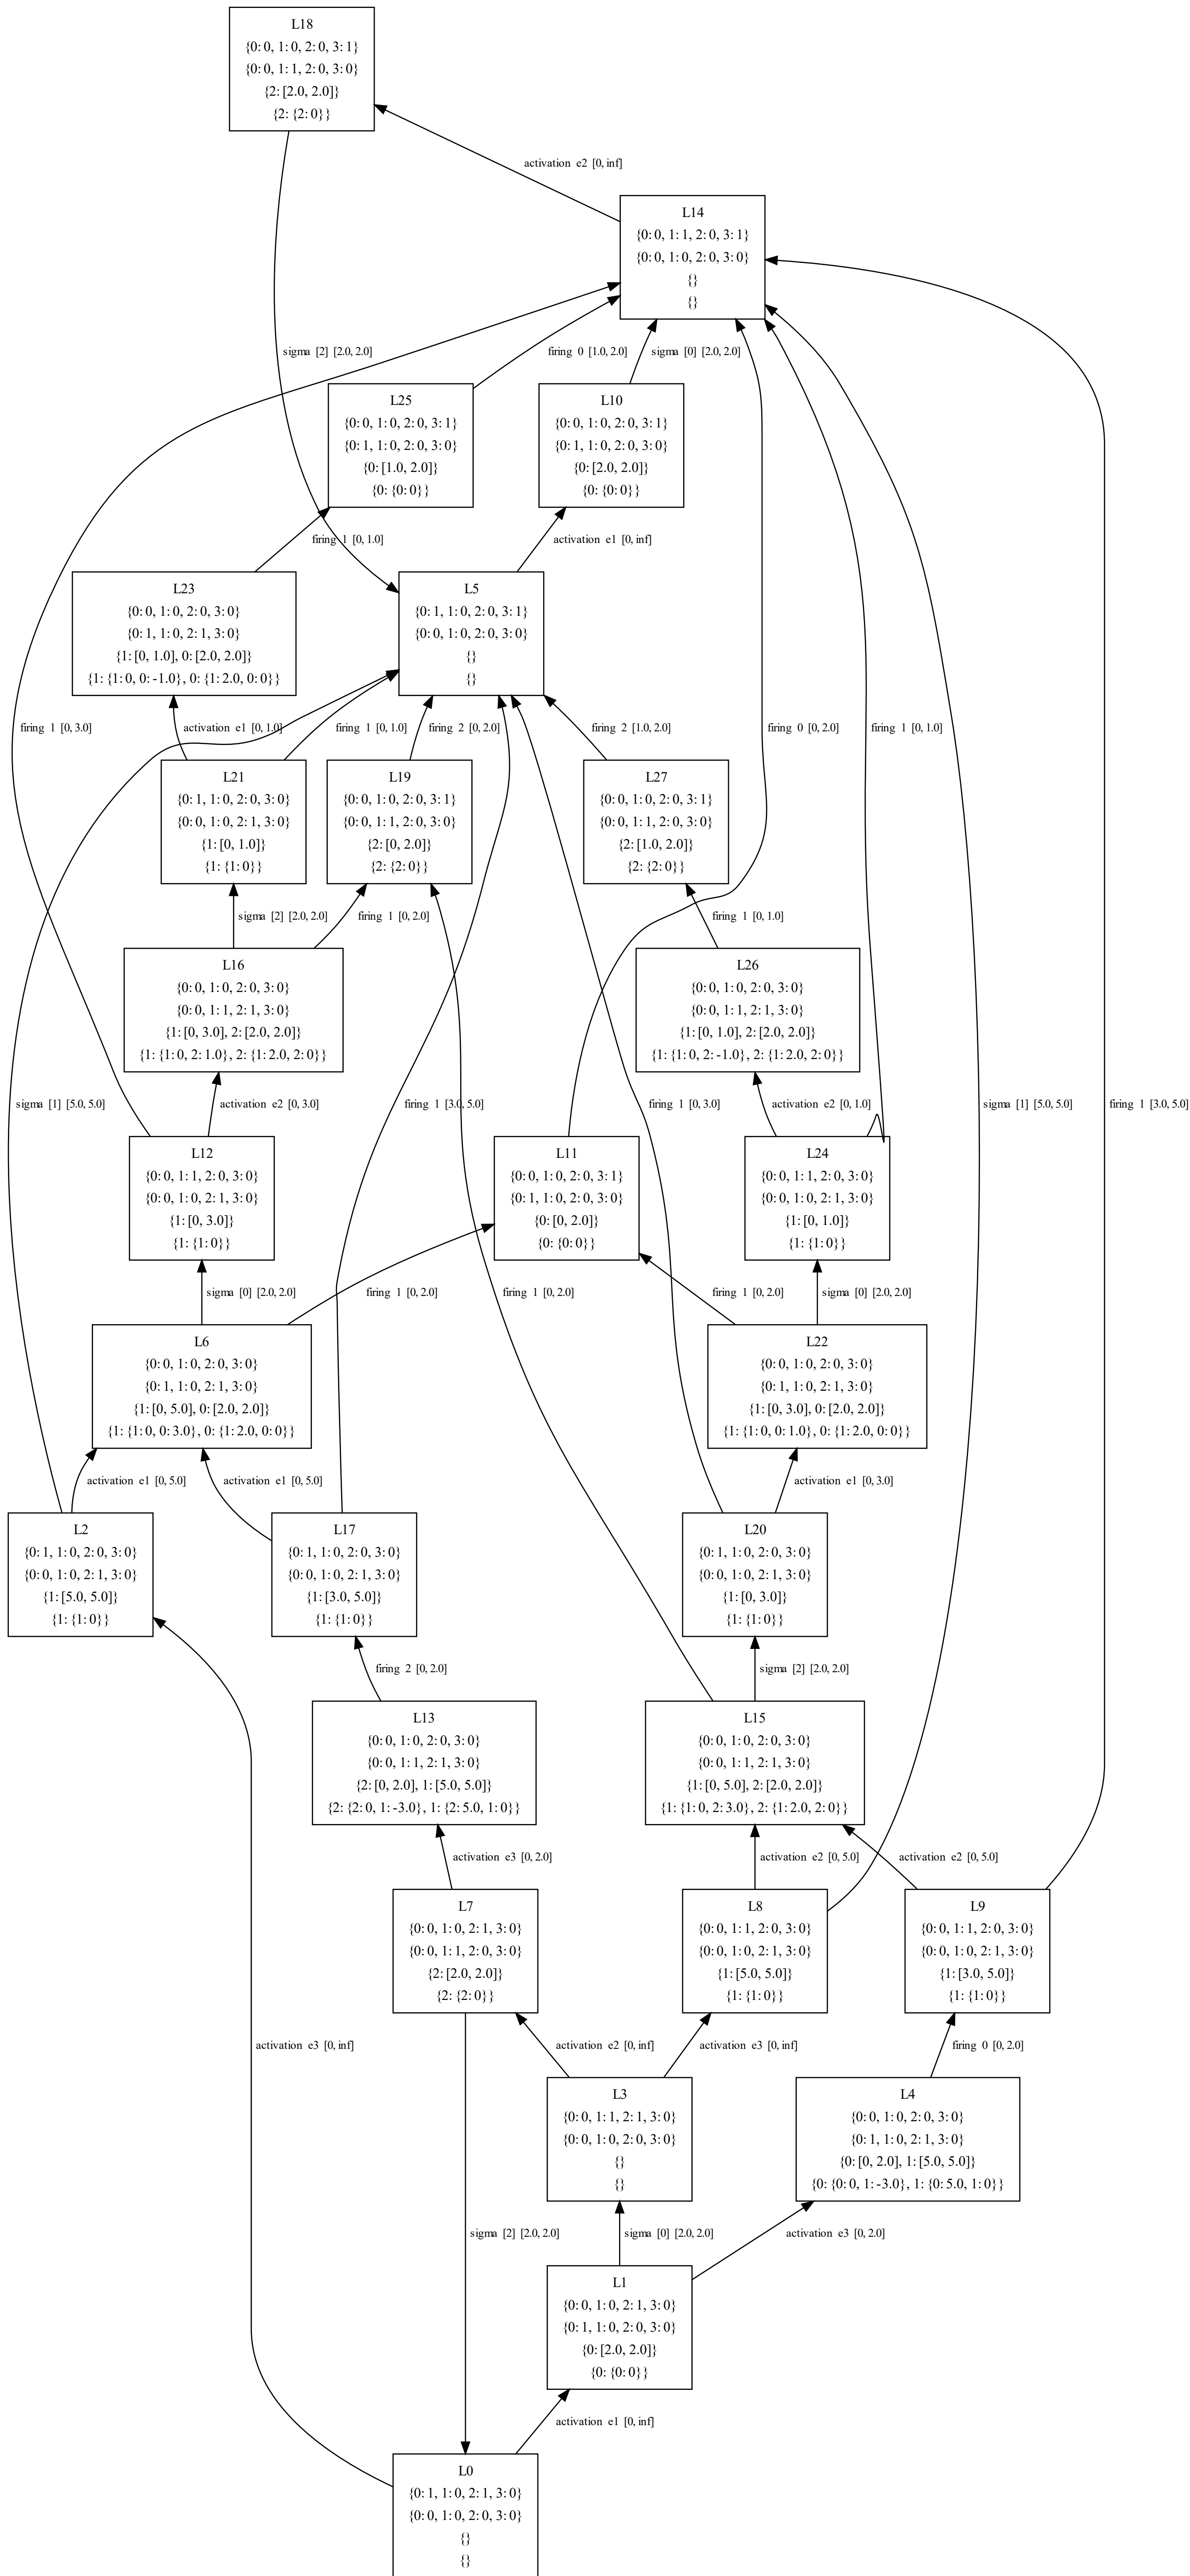 L18
{0: 0, 1: 0, 2: 0, 3: 1}
{0: 0, 1: 1, 2: 0, 3: 0}
{2: [2.0, 2.0]}
{2: {2: 0}}
activation e2 [0, inf]
L14
{0: 0, 1: 1, 2: 0, 3: 1}
{0: 0, 1: 0, 2: 0, 3: 0}
{}
{}
sigma [2] [2.0, 2.0]
firing 0 [1.0, 2.0]
sigma [0] [2.0, 2.0]
L25
{0: 0, 1: 0, 2: 0, 3: 1}
{0: 1, 1: 0, 2: 0, 3: 0}
{0: [1.0, 2.0]}
{0: {0: 0}}
L10
{0: 0, 1: 0, 2: 0, 3: 1}
{0: 1, 1: 0, 2: 0, 3: 0}
{0: [2.0, 2.0]}
{0: {0: 0}}
firing 1 [0, 1.0]
activation e1 [0, inf]
L23
{0: 0, 1: 0, 2: 0, 3: 0}
{0: 1, 1: 0, 2: 1, 3: 0}
{1: [0, 1.0], 0: [2.0, 2.0]}
{1: {1: 0, 0: -1.0}, 0: {1: 2.0, 0: 0}}
L5
{0: 1, 1: 0, 2: 0, 3: 1}
{0: 0, 1: 0, 2: 0, 3: 0}
{}
{}
firing 1 [0, 3.0]
activation e1 [0, 1.0]
firing 1 [0, 1.0]
firing 2 [0, 2.0]
firing 2 [1.0, 2.0]
firing 0 [0, 2.0]
firing 1 [0, 1.0]
L21
{0: 1, 1: 0, 2: 0, 3: 0}
{0: 0, 1: 0, 2: 1, 3: 0}
{1: [0, 1.0]}
{1: {1: 0}}
L19
{0: 0, 1: 0, 2: 0, 3: 1}
{0: 0, 1: 1, 2: 0, 3: 0}
{2: [0, 2.0]}
{2: {2: 0}}
L27
{0: 0, 1: 0, 2: 0, 3: 1}
{0: 0, 1: 1, 2: 0, 3: 0}
{2: [1.0, 2.0]}
{2: {2: 0}}
sigma [2] [2.0, 2.0]
firing 1 [0, 2.0]
firing 1 [0, 1.0]
L16
{0: 0, 1: 0, 2: 0, 3: 0}
{0: 0, 1: 1, 2: 1, 3: 0}
{1: [0, 3.0], 2: [2.0, 2.0]}
{1: {1: 0, 2: 1.0}, 2: {1: 2.0, 2: 0}}
L26
{0: 0, 1: 0, 2: 0, 3: 0}
{0: 0, 1: 1, 2: 1, 3: 0}
{1: [0, 1.0], 2: [2.0, 2.0]}
{1: {1: 0, 2: -1.0}, 2: {1: 2.0, 2: 0}}
sigma [1] [5.0, 5.0]
activation e2 [0, 3.0]
firing 1 [3.0, 5.0]
firing 1 [0, 3.0]
activation e2 [0, 1.0]
sigma [1] [5.0, 5.0]
firing 1 [3.0, 5.0]
L12
{0: 0, 1: 1, 2: 0, 3: 0}
{0: 0, 1: 0, 2: 1, 3: 0}
{1: [0, 3.0]}
{1: {1: 0}}
L11
{0: 0, 1: 0, 2: 0, 3: 1}
{0: 1, 1: 0, 2: 0, 3: 0}
{0: [0, 2.0]}
{0: {0: 0}}
L24
{0: 0, 1: 1, 2: 0, 3: 0}
{0: 0, 1: 0, 2: 1, 3: 0}
{1: [0, 1.0]}
{1: {1: 0}}
sigma [0] [2.0, 2.0]
firing 1 [0, 2.0]
firing 1 [0, 2.0]
firing 1 [0, 2.0]
sigma [0] [2.0, 2.0]
L6
{0: 0, 1: 0, 2: 0, 3: 0}
{0: 1, 1: 0, 2: 1, 3: 0}
{1: [0, 5.0], 0: [2.0, 2.0]}
{1: {1: 0, 0: 3.0}, 0: {1: 2.0, 0: 0}}
L22
{0: 0, 1: 0, 2: 0, 3: 0}
{0: 1, 1: 0, 2: 1, 3: 0}
{1: [0, 3.0], 0: [2.0, 2.0]}
{1: {1: 0, 0: 1.0}, 0: {1: 2.0, 0: 0}}
activation e1 [0, 5.0]
activation e1 [0, 5.0]
activation e1 [0, 3.0]
L2
{0: 1, 1: 0, 2: 0, 3: 0}
{0: 0, 1: 0, 2: 1, 3: 0}
{1: [5.0, 5.0]}
{1: {1: 0}}
L17
{0: 1, 1: 0, 2: 0, 3: 0}
{0: 0, 1: 0, 2: 1, 3: 0}
{1: [3.0, 5.0]}
{1: {1: 0}}
L20
{0: 1, 1: 0, 2: 0, 3: 0}
{0: 0, 1: 0, 2: 1, 3: 0}
{1: [0, 3.0]}
{1: {1: 0}}
firing 2 [0, 2.0]
sigma [2] [2.0, 2.0]
L13
{0: 0, 1: 0, 2: 0, 3: 0}
{0: 0, 1: 1, 2: 1, 3: 0}
{2: [0, 2.0], 1: [5.0, 5.0]}
{2: {2: 0, 1: -3.0}, 1: {2: 5.0, 1: 0}}
L15
{0: 0, 1: 0, 2: 0, 3: 0}
{0: 0, 1: 1, 2: 1, 3: 0}
{1: [0, 5.0], 2: [2.0, 2.0]}
{1: {1: 0, 2: 3.0}, 2: {1: 2.0, 2: 0}}
activation e3 [0, 2.0]
activation e2 [0, 5.0]
activation e2 [0, 5.0]
L7
{0: 0, 1: 0, 2: 1, 3: 0}
{0: 0, 1: 1, 2: 0, 3: 0}
{2: [2.0, 2.0]}
{2: {2: 0}}
L8
{0: 0, 1: 1, 2: 0, 3: 0}
{0: 0, 1: 0, 2: 1, 3: 0}
{1: [5.0, 5.0]}
{1: {1: 0}}
L9
{0: 0, 1: 1, 2: 0, 3: 0}
{0: 0, 1: 0, 2: 1, 3: 0}
{1: [3.0, 5.0]}
{1: {1: 0}}
activation e3 [0, inf]
activation e2 [0, inf]
activation e3 [0, inf]
firing 0 [0, 2.0]
L3
{0: 0, 1: 1, 2: 1, 3: 0}
{0: 0, 1: 0, 2: 0, 3: 0}
{}
{}
L4
{0: 0, 1: 0, 2: 0, 3: 0}
{0: 1, 1: 0, 2: 1, 3: 0}
{0: [0, 2.0], 1: [5.0, 5.0]}
{0: {0: 0, 1: -3.0}, 1: {0: 5.0, 1: 0}}
sigma [2] [2.0, 2.0]
sigma [0] [2.0, 2.0]
activation e3 [0, 2.0]
L1
{0: 0, 1: 0, 2: 1, 3: 0}
{0: 1, 1: 0, 2: 0, 3: 0}
{0: [2.0, 2.0]}
{0: {0: 0}}
activation e1 [0, inf]
L0
{0: 1, 1: 0, 2: 1, 3: 0}
{0: 0, 1: 0, 2: 0, 3: 0}
{}
{}